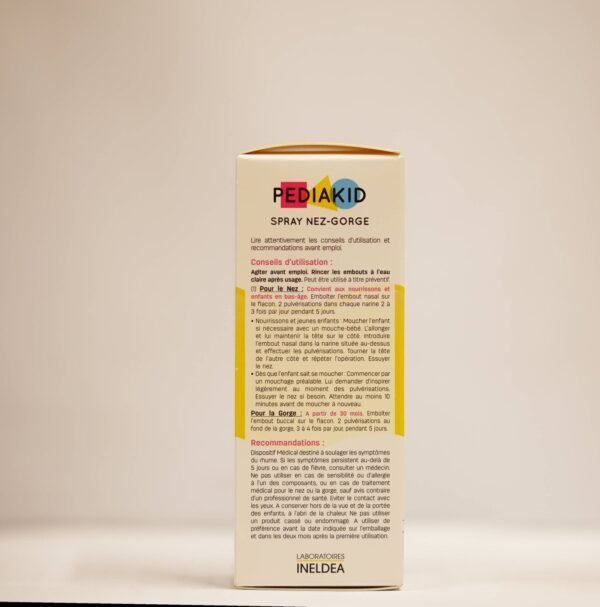 PEDIAKID
SPRAY NEZ-GORGE
Lire attentivement les conseils d'utilisation et
recommandations avant emploi.
Conseils d'utilisation :
Agiter avant emploi. Rincer les embouts à l'eau
claire après usage. Peut être utilisé à titre préventif.
(1) Pour le Nez : Convient aux nourrissons et
enfants en bas-âge. Emboîter l'embout nasal sur
le flacon. 2 pulvérisations dans chaque narine 2 à
3 fois par jour pendant 5 jours.
• Nourrissons et jeunes enfants : Moucher l'enfant
si nécessaire avec un mouche-bébé. L'allonger
et lui maintenir la tête sur le côté. Introduire
l'embout nasal dans la narine située au-dessus
et effectuer les pulvérisations. Tourner la tête
de l'autre côté et répéter l'opération. Essuyer
le nez.
• Dès que l'enfant sait se moucher : Commencer par
un mouchage préalable. Lui demander d'inspirer
légèrement au moment des pulvérisations.
Essuyer le nez si besoin. Attendre au moins 10
minutes avant de moucher à nouveau.
Pour la Gorge : A partir de 30 mois. Emboîter
l'embout buccal sur le flacon. 2 pulvérisations au
fond de la gorge, 3 à 4 fois par jour, pendant 5 jours.
Recommandations :
Dispositif Médical destiné à soulager les symptômes
du rhume. Si les symptômes persistent au-delà de
5 jours ou en cas de fièvre, consulter un médecin.
Ne pas utiliser en cas de sensibilité ou d'allergie
à l'un des composants, ou en cas de traitement
médical pour le nez ou la gorge, sauf avis contraire
d'un professionnel de santé. Eviter le contact avec
les yeux. A conserver hors de la vue et de la portée
des enfants, à l'abri de la chaleur. Ne pas utiliser
un produit cassé ou endommagé. A utiliser de
préférence avant la date indiquée sur l'emballage
et dans les deux mois après la première utilisation.
LABORATOIRES
INELDEA